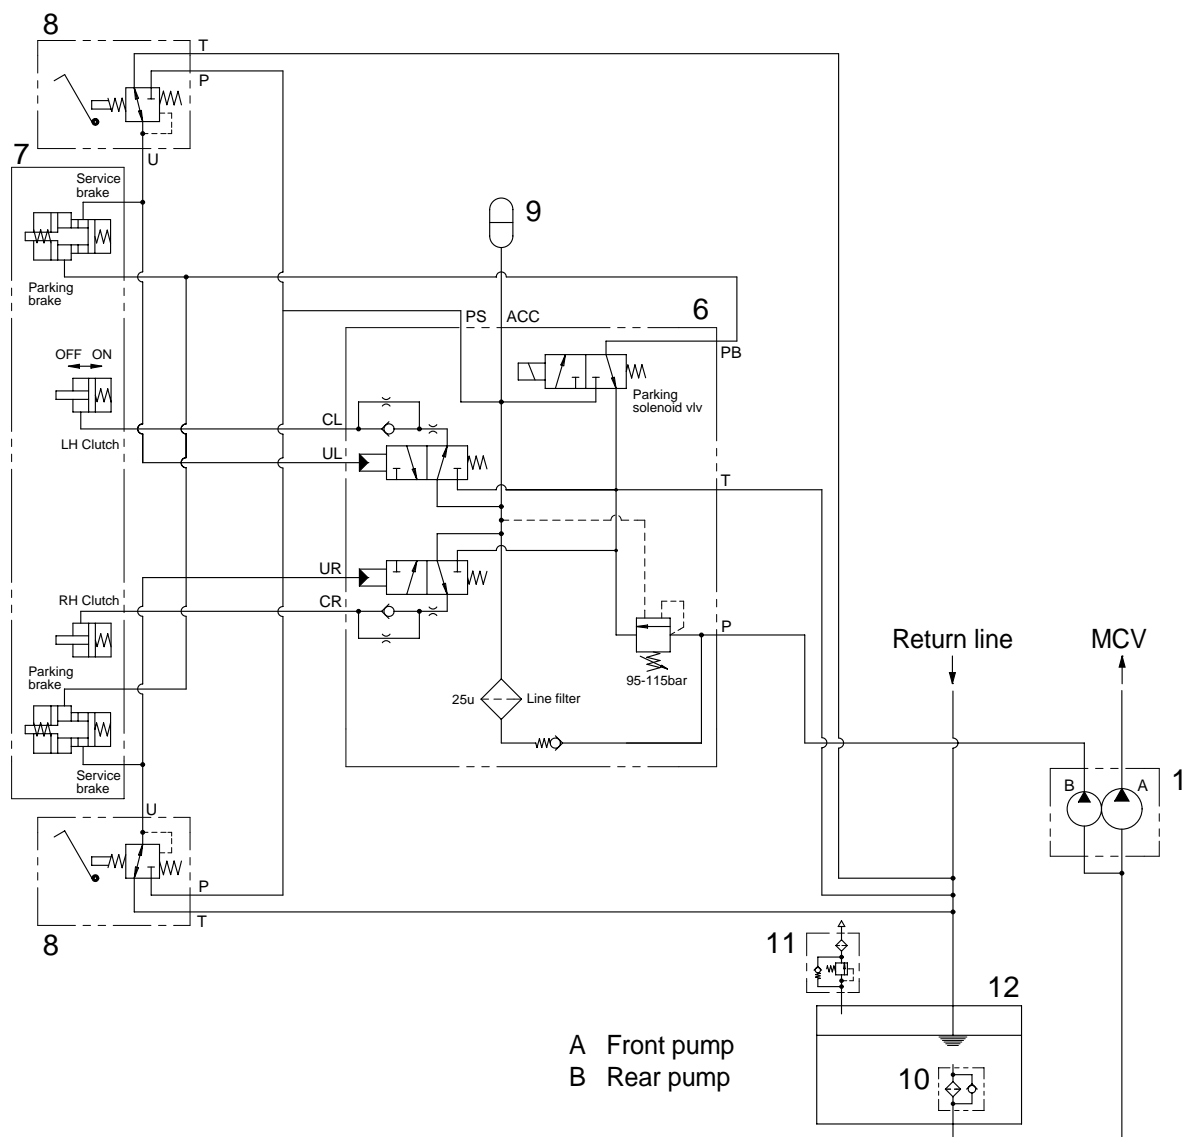 8
T
P
U
7
Service
brake
9
Parking
brake
PS ACC
6
PB
OFF ON
Parking
solenoid vlv
CL
LH Clutch
UL
T
UR
RH Clutch
CR
P
Return line
MCV
Parking
brake
95-115bar
25u
Line filter
Service
brake
B
A
1
U
P
T
8
11
12
A Front pump
B Rear pump
10